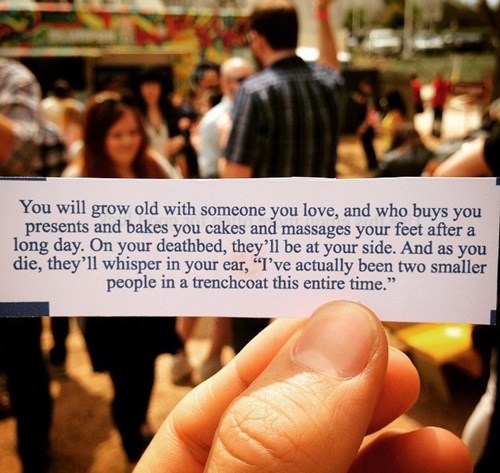 You will grow old with someone you love, and who buys you
presents and bakes you cakes and massages your feet after a
long day. On your deathbed, they’ll be at your side. And as you
die, they’ll whisper in your ear, “I’ve actually been two smaller
people in a trenchcoat this entire time.”